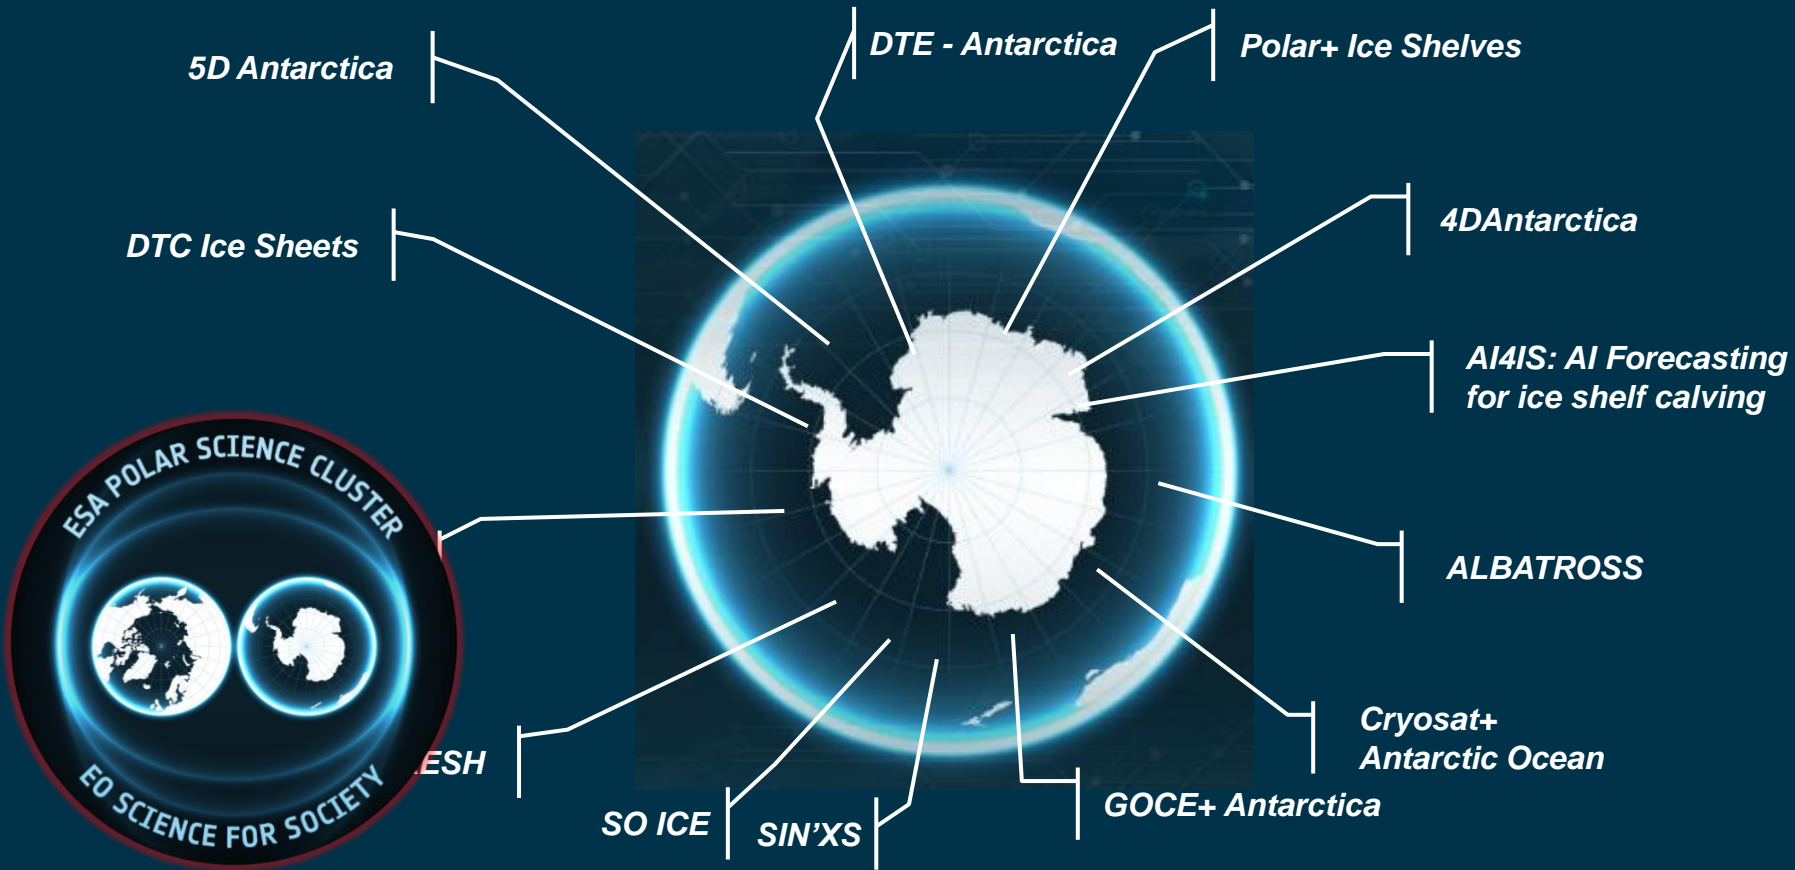 5D Antarctica
DTE - Antarctica
Polar+ Ice Shelves
DTC Ice Sheets
4DAntarctica
AI4IS: AI Forecasting
for ice shelf calving
ALBATROSS
Cryosat+
Antarctic Ocean
GOCE+ Antarctica
SIN’XS
SO ICE
ESA POLAR SCIENCE CLUSTER
EO SCIENCE FOR SOCIETY